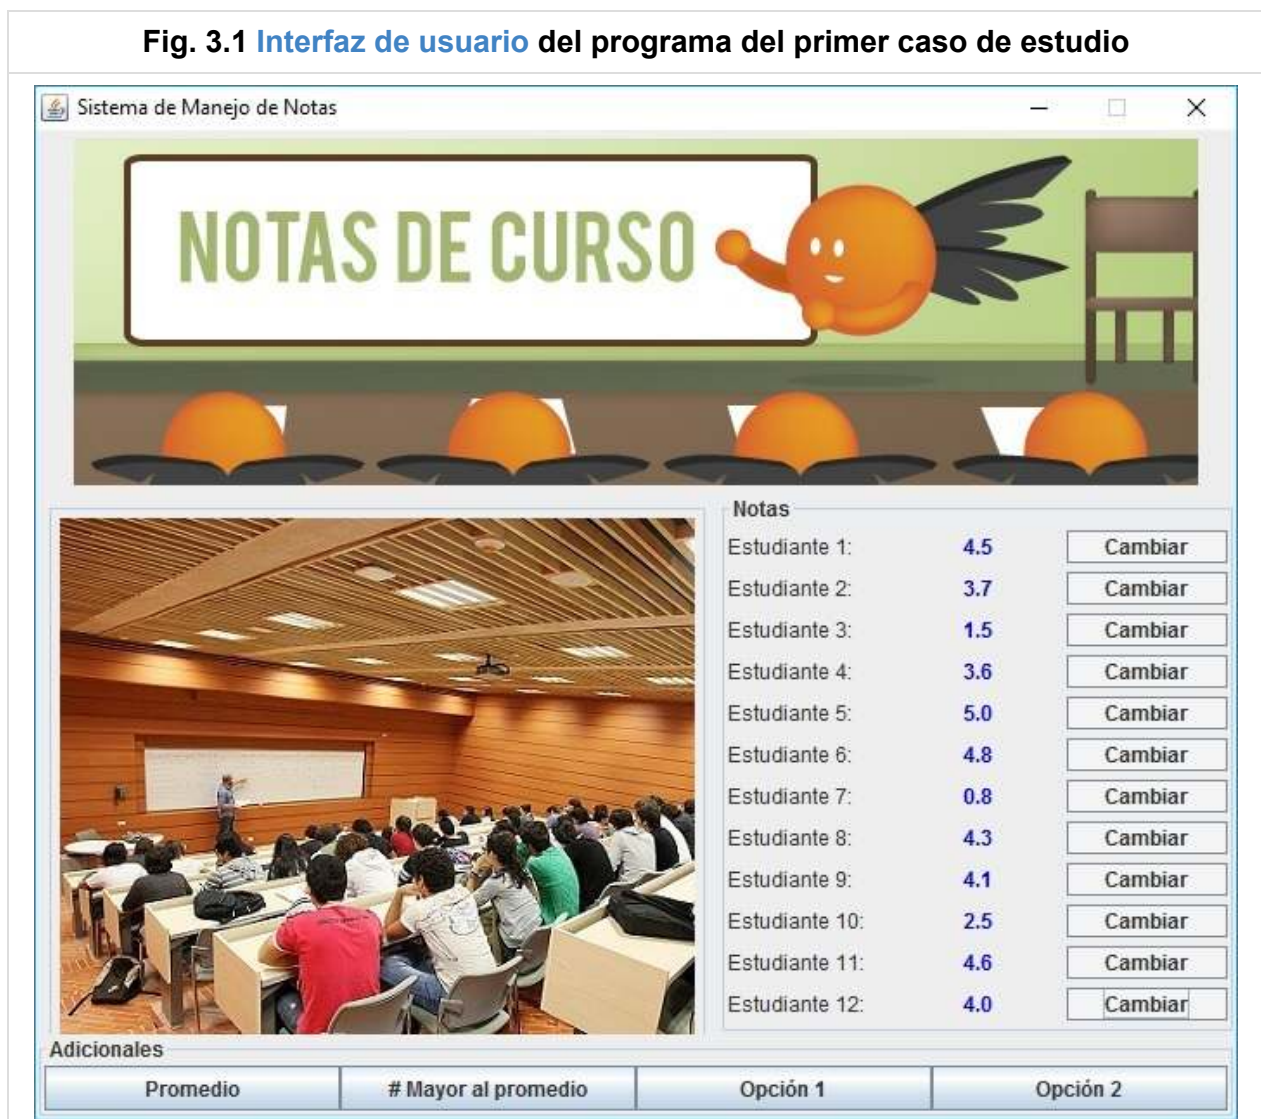 Fig. 3.1 Interfaz de usuario del programa del primer caso de estudio
Sistema de Manejo de Notas
NOTAS DE CURSO
Notas
Estudiante 1: 4.5 Cambiar
Estudiante 2: 3.7 Cambiar
Estudiante 3: 1.5 Cambiar
Estudiante 4: 3.6 Cambiar
Estudiante 5: 5.0 Cambiar
Estudiante 6: 4.8 Cambiar
Estudiante 7: 0.8 Cambiar
Estudiante 8: 4.3 Cambiar
Estudiante 9: 4.1 Cambiar
Estudiante 10: 2.5 Cambiar
Estudiante 11: 4.6 Cambiar
Estudiante 12: 4.0 Cambiar
Adicionales
Promedio # Mayor al promedio Opción 1 Opción 2